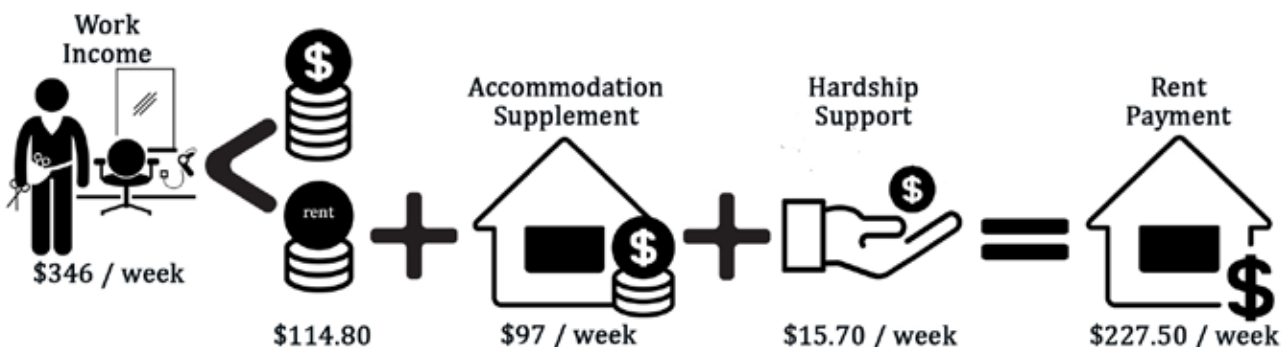 Work
Income
$
Accommodation
Supplement
Hardship
Support
Rent
Payment
$
rent
$
$
$346 / week
$114.80
$97 / week
$15.70 / week
$227.50 / week